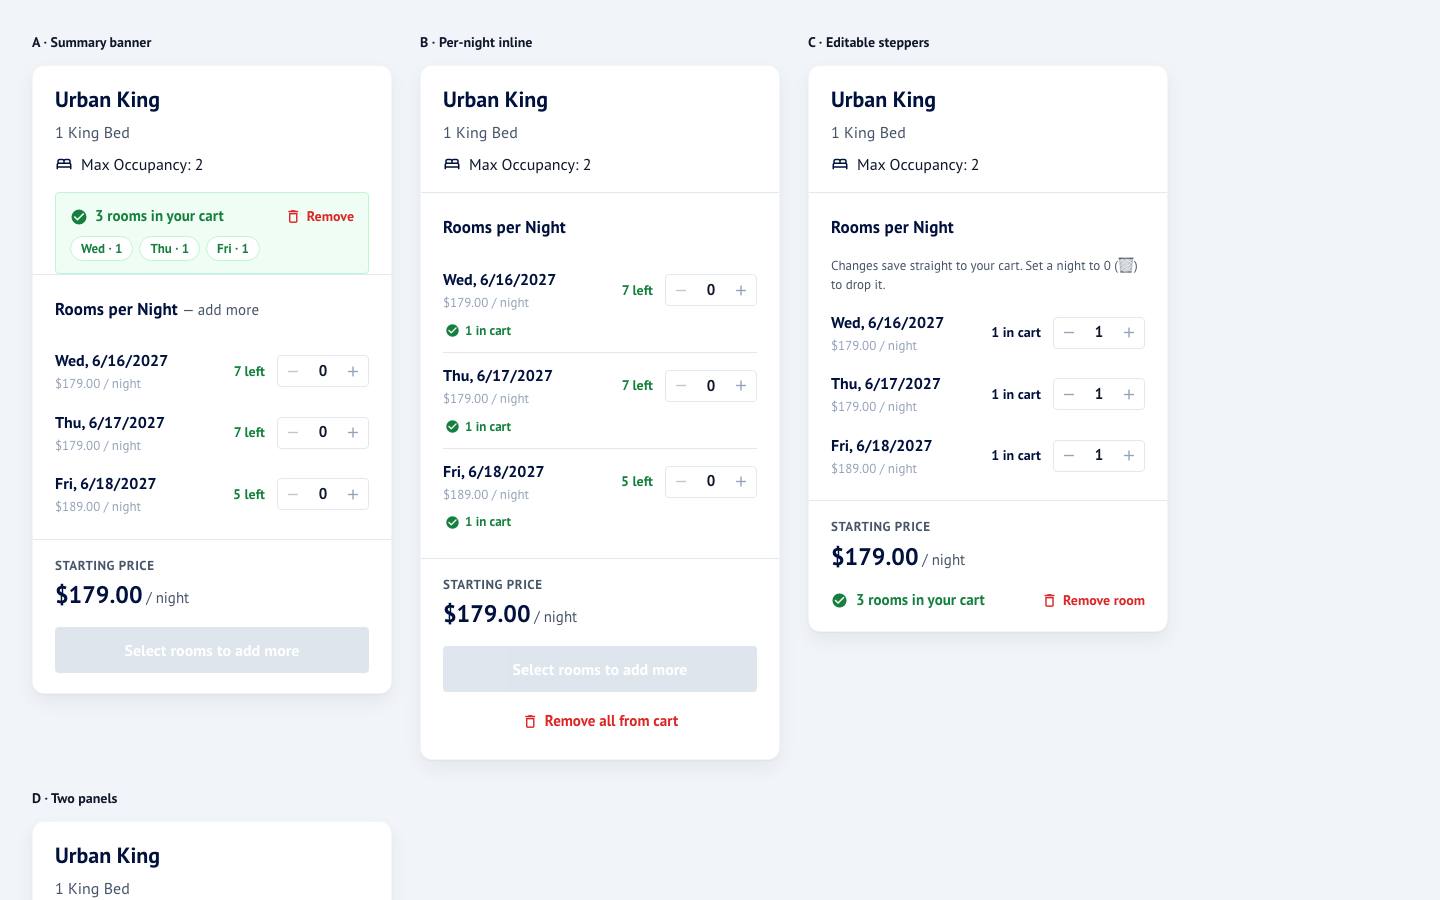 A · Summary banner
Urban King
1 King Bed
Max Occupancy: 2
3 rooms in your cart
Remove
Wed · 1
Thu · 1
Fri · 1
Rooms per Night — add more
Wed, 6/16/2027
$179.00 / night
7 left
0
Thu, 6/17/2027
$179.00 / night
7 left
0
Fri, 6/18/2027
$189.00 / night
5 left
0
STARTING PRICE
$179.00 / night
Select rooms to add more
B · Per-night inline
Urban King
1 King Bed
Max Occupancy: 2
Rooms per Night
Wed, 6/16/2027
$179.00 / night
7 left
0
1 in cart
Thu, 6/17/2027
$179.00 / night
7 left
0
1 in cart
Fri, 6/18/2027
$189.00 / night
5 left
0
1 in cart
STARTING PRICE
$179.00 / night
Select rooms to add more
Remove all from cart
C · Editable steppers
Urban King
1 King Bed
Max Occupancy: 2
Rooms per Night
Changes save straight to your cart. Set a night to 0 (🗑)
to drop it.
Wed, 6/16/2027
$179.00 / night
1 in cart
1
Thu, 6/17/2027
$179.00 / night
1 in cart
1
Fri, 6/18/2027
$189.00 / night
1 in cart
1
STARTING PRICE
$179.00 / night
3 rooms in your cart
Remove room
D · Two panels
Urban King
1 King Bed